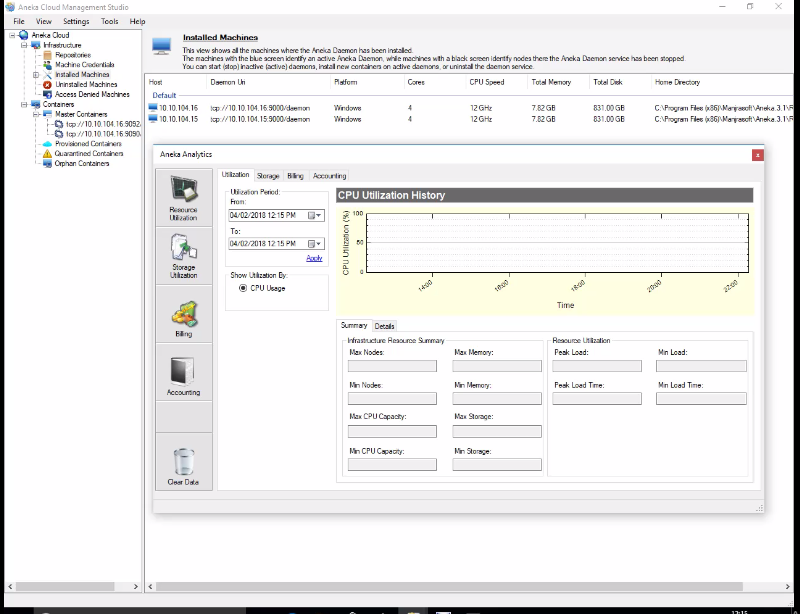 Aneka Cloud Management Studio
File View Settings Tools Help
Aneka Cloud
Infrastructure
Repositories
Machine Credentials
Installed Machines
Uninstalled Machines
Access Denied Machines
Containers
Master Containers
tcp://10.10.104.16:9092
tcp://10.10.104.16:9090
Provisioned Containers
Quarantined Containers
Orphan Containers
Installed Machines
This view shows all the machines where the Aneka Daemon has been installed.
The machines with the blue screen identify an active Aneka Daemon, while machines with a black screen identify nodes there the Aneka Daemon service has been stopped.
You can start (stop) inactive (active) daemons, install new containers on active daemons, or uninstall the daemon service.
Host Daemon Uri Platform Cores CPU Speed Total Memory Total Disk Home Directory
Default
10.10.104.16 tcp://10.10.104.16:9000/daemon Windows 4 12 GHz 7.82 GB 831.00 GB C:\Program Files (x86)\Manjrasoft\Aneka.3.1\R
10.10.104.15 tcp://10.10.104.15:9000/daemon Windows 4 12 GHz 7.82 GB 831.00 GB C:\Program Files (x86)\Manjrasoft\Aneka.3.1\R
Aneka Analytics
x
Resource
Utilization
Storage
Utilization
Billing
Accounting
Clear Data
Utilization Storage Billing Accounting
Utilization Period:
From:
04/02/2018 12:15 PM
To:
04/02/2018 12:15 PM
Apply
Show Utilization By:
CPU Usage
CPU Utilization History
CPU Utilization (%)
100
50
0
14:00 16:00 18:00 20:00 22:00
Time
Summary Details
Infrastructure Resource Summary
Max Nodes: Max Memory:
Min Nodes: Min Memory:
Max CPU Capacity: Max Storage:
Min CPU Capacity: Min Storage:
Resource Utilization
Peak Load: Min Load:
Peak Load Time: Min Load Time:
12:15